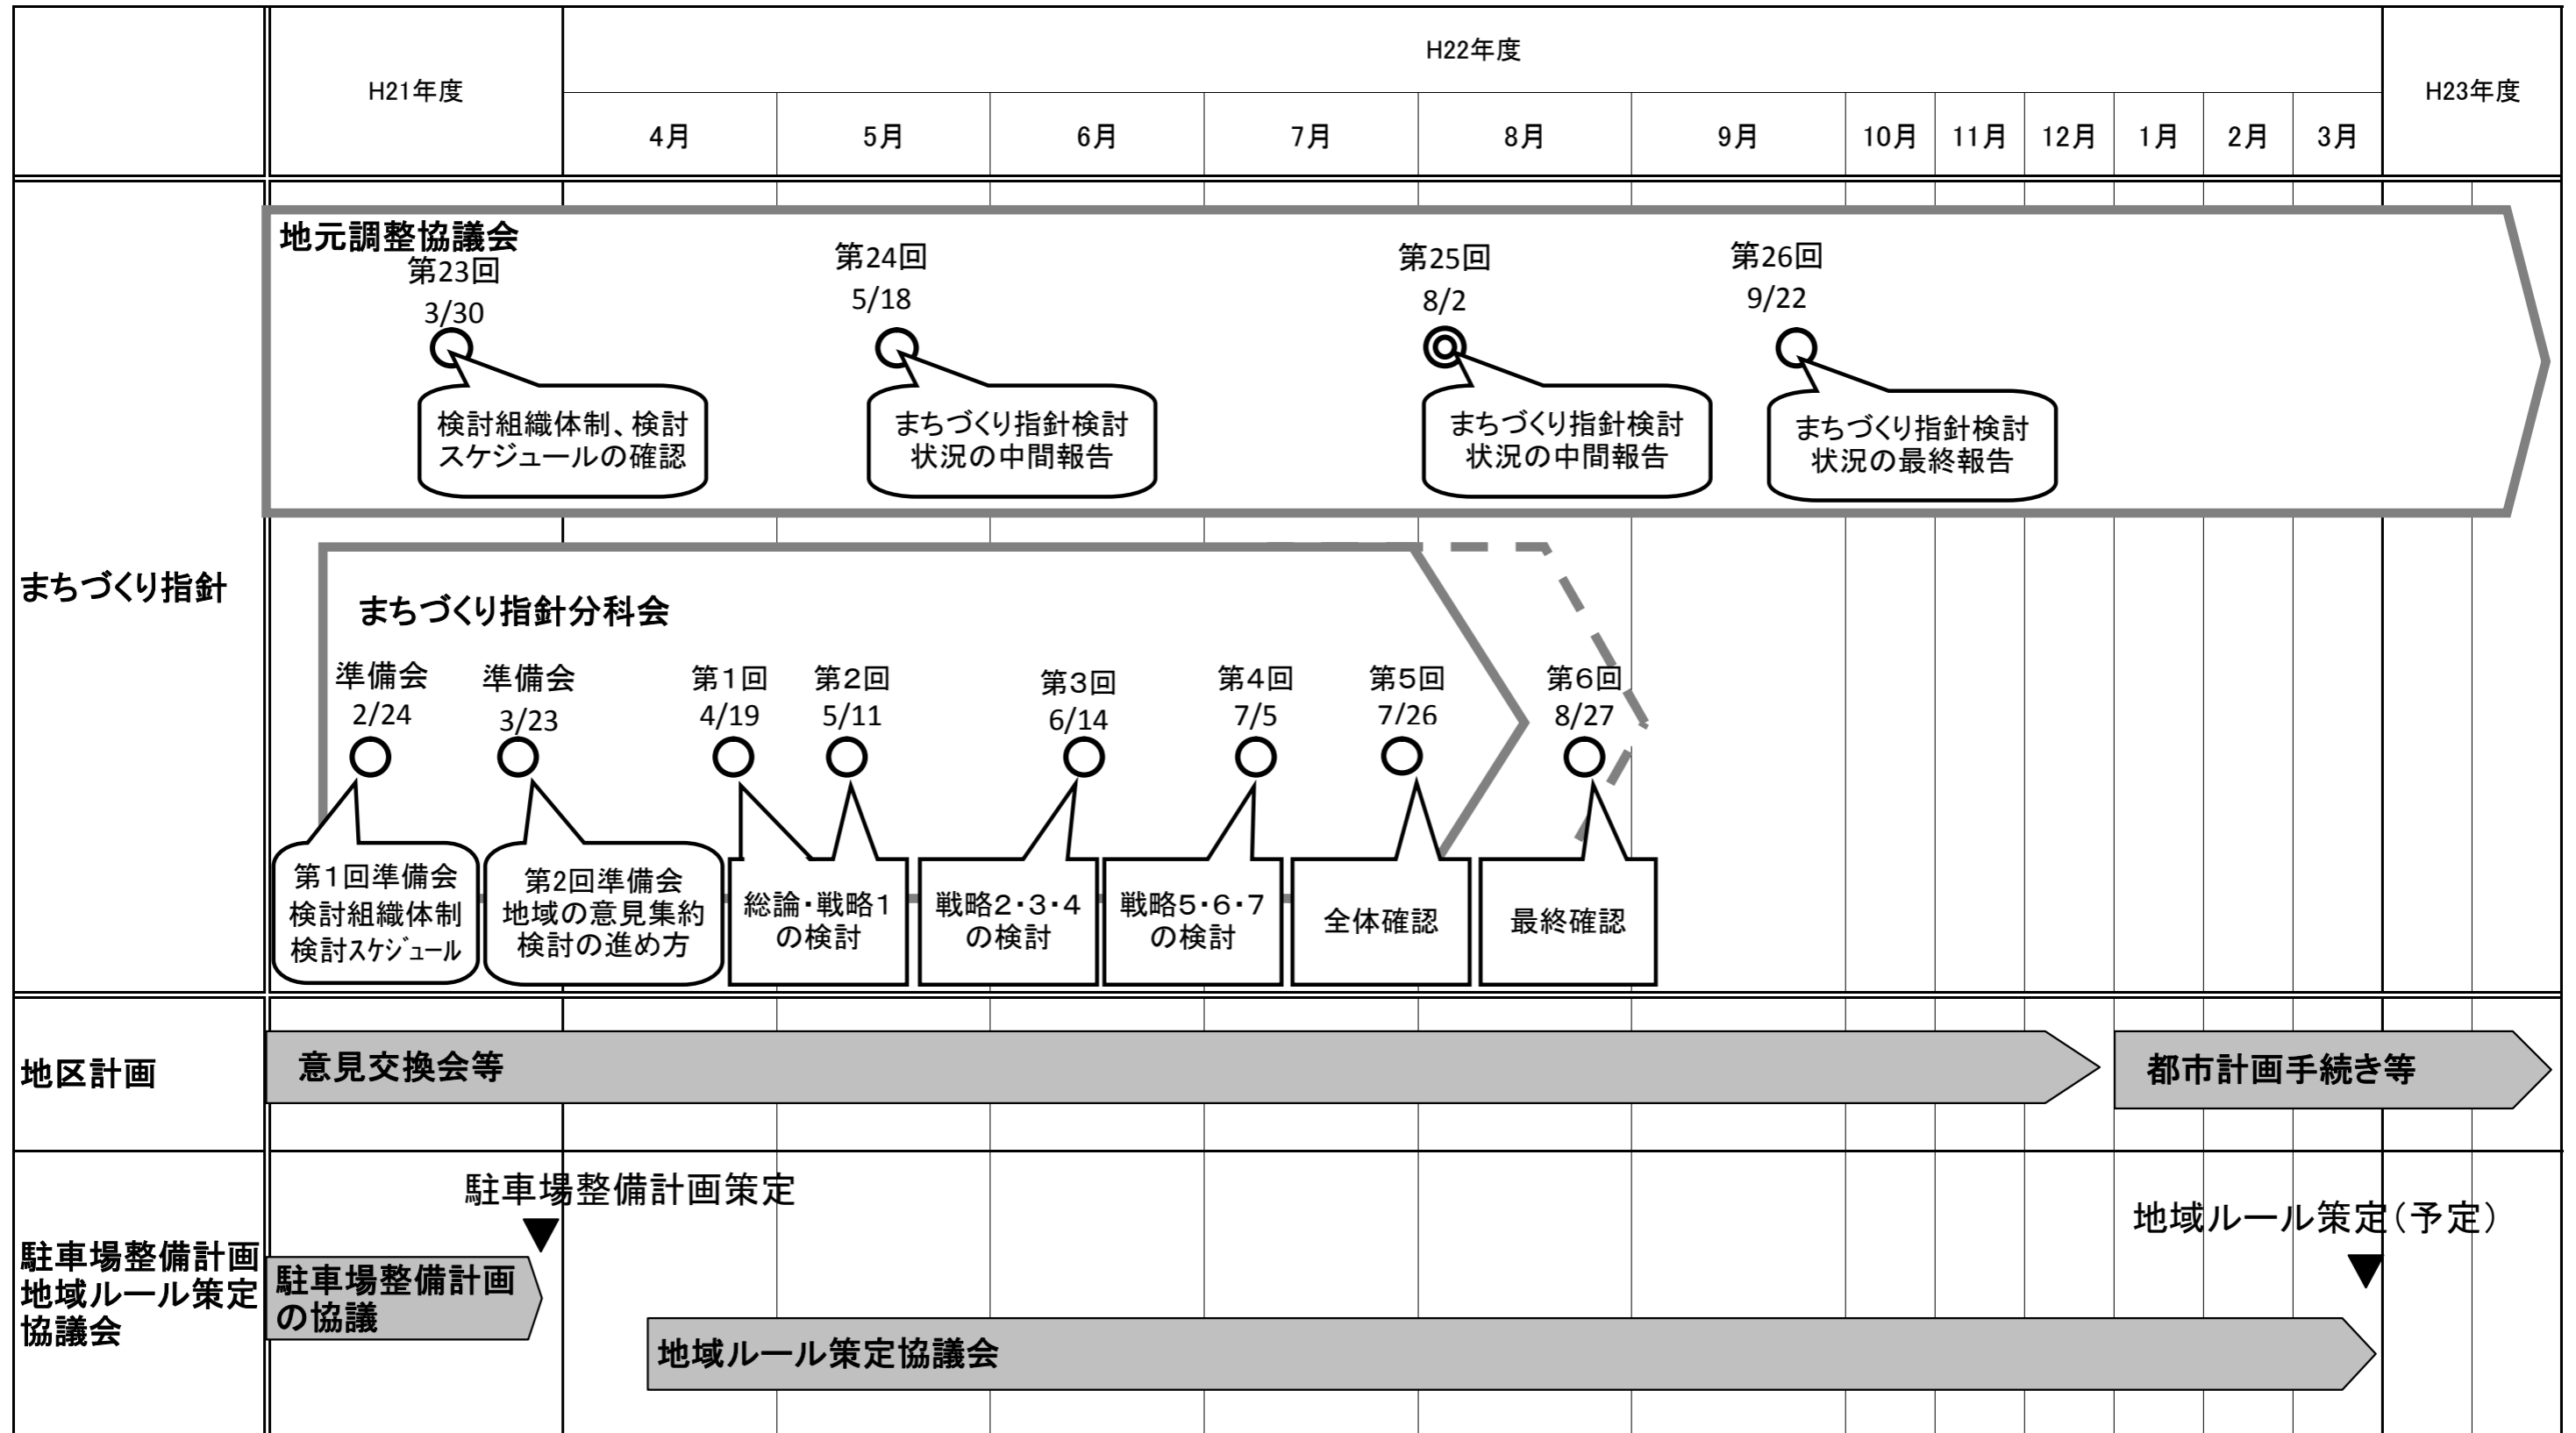 H21年度
H22年度
H23年度
4月
5月
6月
7月
8月
9月
10月
11月
12月
1月
2月
3月
まちづくり指針
地元調整協議会
第23回
3/30
第24回
5/18
第25回
8/2
第26回
9/22
検討組織体制、検討
スケジュールの確認
まちづくり指針検討
状況の中間報告
まちづくり指針検討
状況の中間報告
まちづくり指針検討
状況の最終報告
まちづくり指針分科会
準備会
2/24
準備会
3/23
第1回
4/19
第2回
5/11
第3回
6/14
第4回
7/5
第5回
7/26
第6回
8/27
第1回準備会
検討組織体制
検討ｽｹｼﾞｭｰﾙ
第2回準備会
地域の意見集約
検討の進め方
総論・戦略1
の検討
戦略2・3・4
の検討
戦略5・6・7
の検討
全体確認
最終確認
地区計画
意見交換会等
都市計画手続き等
駐車場整備計画
地域ルール策定
協議会
駐車場整備計画策定
駐車場整備計画
の協議
地域ルール策定（予定）
地域ルール策定協議会